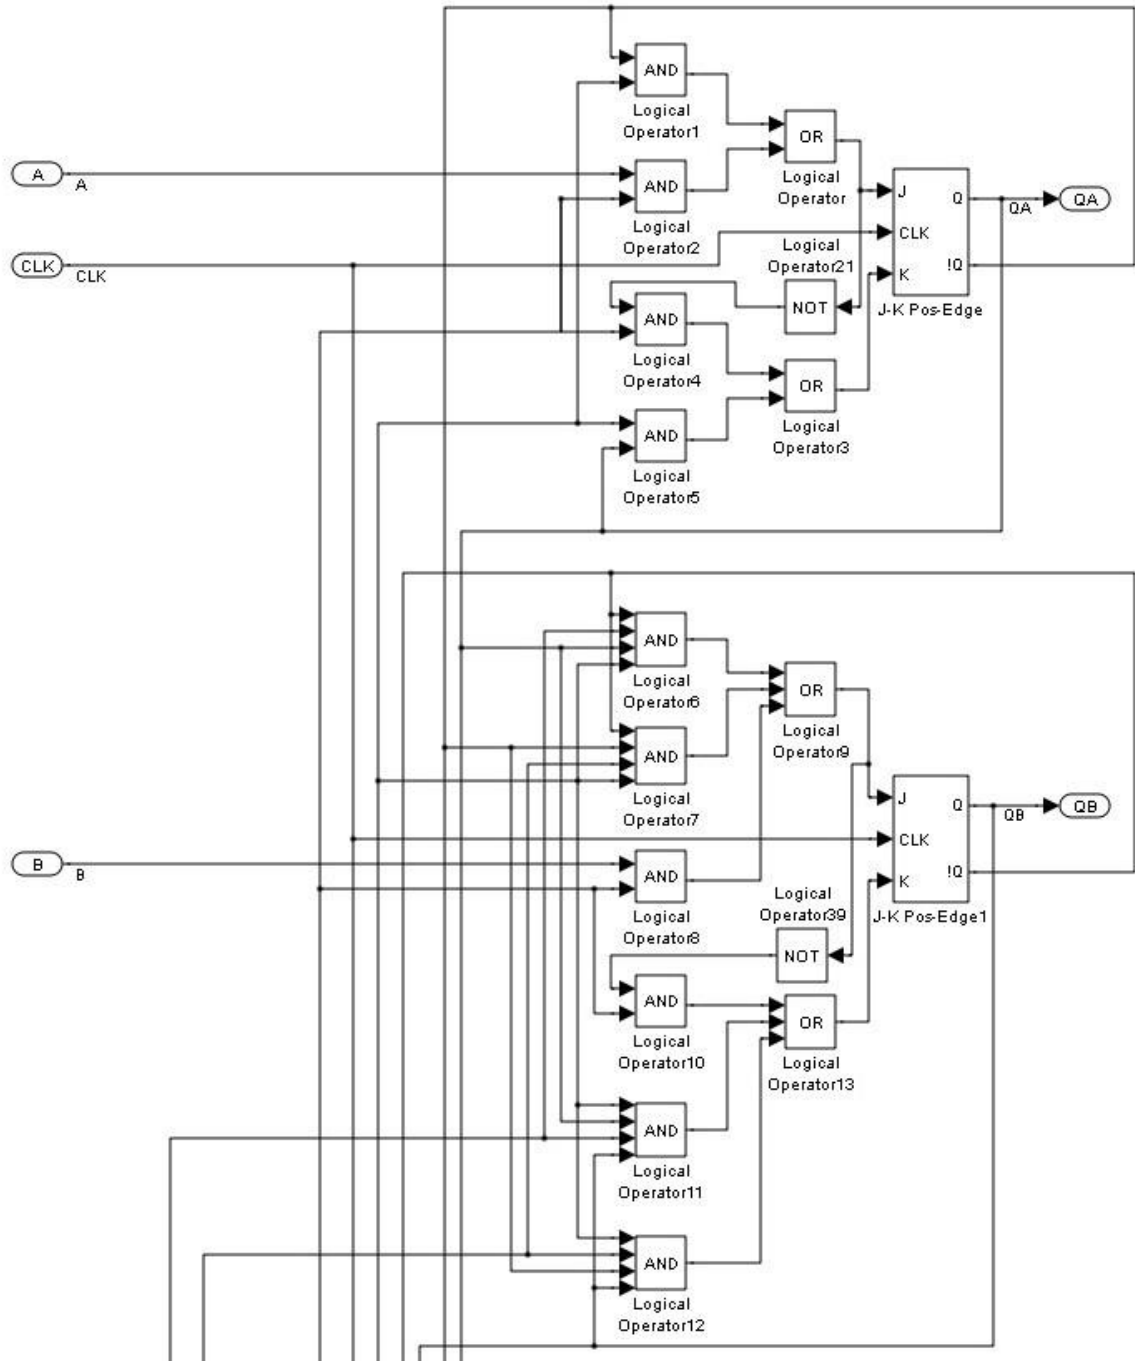 AND
Logical
Operator1
OR
Logical
Operator
A
A
AND
Logical
Operator2
J
Q
CLK
!Q
K
J-K Pos-Edge
QA
QA
CLK
CLK
Logical
Operator21
NOT
AND
Logical
Operator4
OR
Logical
Operator3
AND
Logical
Operator5
AND
Logical
Operator6
OR
Logical
Operator9
AND
Logical
Operator7
J
Q
CLK
!Q
K
J-K Pos-Edge1
QB
QB
B
B
AND
Logical
Operator8
Logical
Operator39
NOT
AND
Logical
Operator10
OR
Logical
Operator13
AND
Logical
Operator11
AND
Logical
Operator12